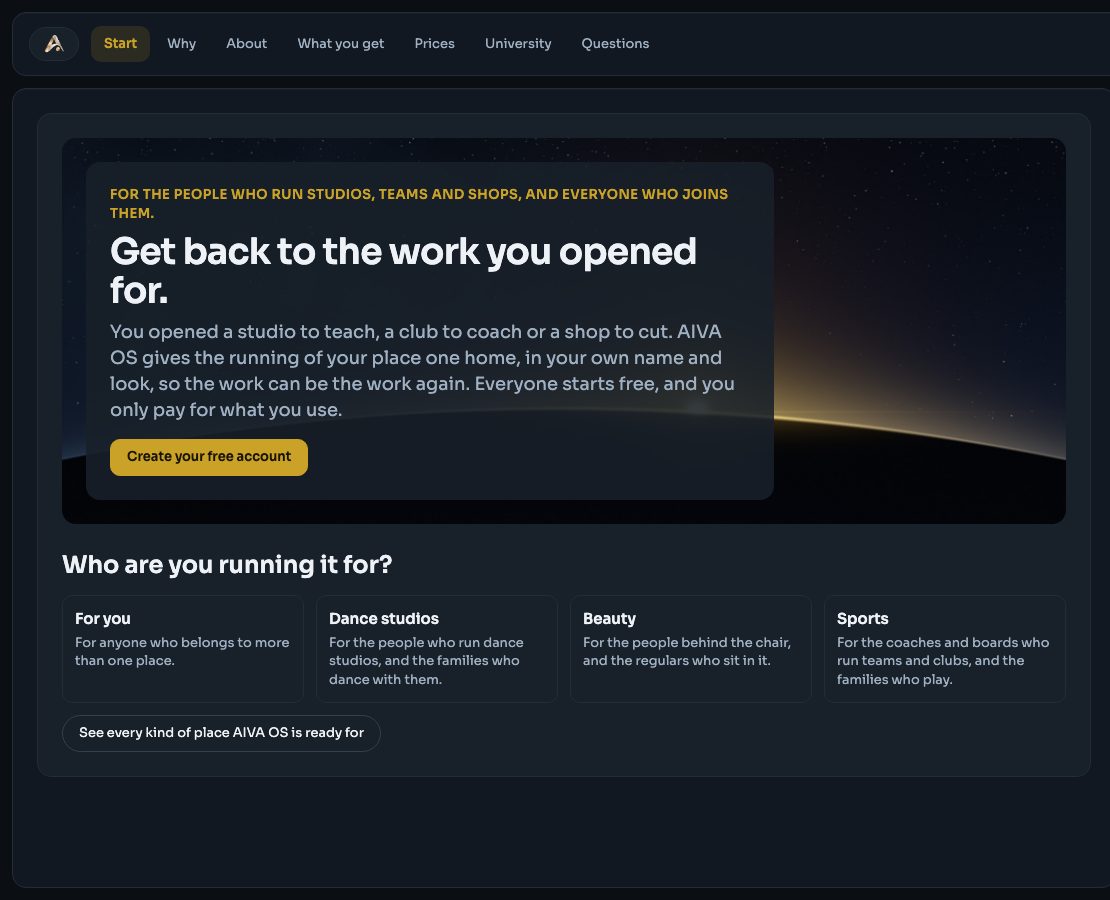 Start
Why
About
What you get
Prices
University
Questions
FOR THE PEOPLE WHO RUN STUDIOS, TEAMS AND SHOPS, AND EVERYONE WHO JOINS
THEM.
Get back to the work you opened
for.
You opened a studio to teach, a club to coach or a shop to cut. AIVA
OS gives the running of your place one home, in your own name and
look, so the work can be the work again. Everyone starts free, and you
only pay for what you use.
Create your free account
Who are you running it for?
For you
For anyone who belongs to more
than one place.
Dance studios
For the people who run dance
studios, and the families who
dance with them.
Beauty
For the people behind the chair,
and the regulars who sit in it.
Sports
For the coaches and boards who
run teams and clubs, and the
families who play.
See every kind of place AIVA OS is ready for